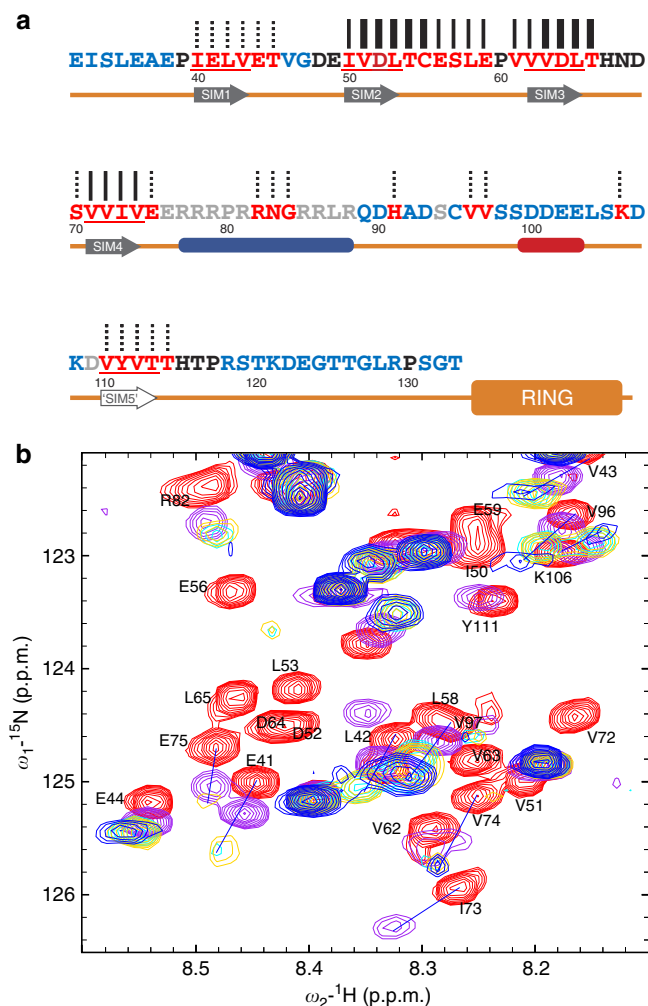 a
EISLEAEPIELVETVGDEIVDLTCESLEPVVVDLTHND
40 50 60
SIM1 SIM2 SIM3
SVVIVEERRRPRRNGRRLRQDHADSCVVSSDDEELSKD
70 80 90 100
SIM4
KDVYVTTHTPRSTKDEGTTGLRPSGT
110 120 130
'SIM5' RING
b
V43
R82 E59 V96
123
I50
E56 K106
Y111
124
L53
L65 L58 V72
D64 D52 V97
E75 L42
V63
125
E41
E44 V51
V74
V62
126
I73
8.5 8.4 8.3 8.2
ω1-15N (p.p.m.)
ω2-1H (p.p.m.)